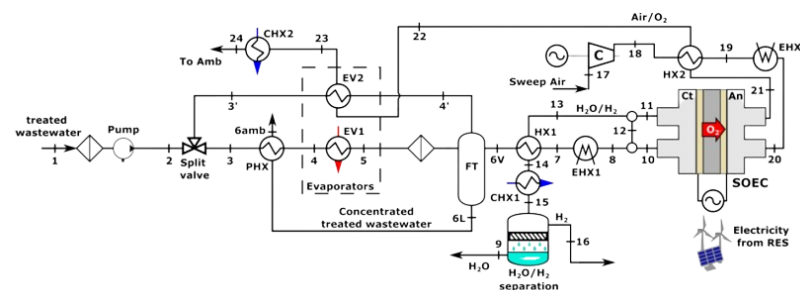 Air/O₂
24
CHX2
23
22
19
EHX
To Amb
EV2
C
18
HX2
17
Sweep Air
21
3'
4'
13
H₂O/H₂
11
Ct
An
treated
wastewater
Pump
6amb
EV1
HX1
12
O₂
1
2
3
4
5
FT
6V
7
8
10
20
Split
valve
PHX
14
EHX1
SOEC
Evaporators
CHX1
Concentrated
treated wastewater
15
6L
H₂
Electricity
from RES
9
16
H₂O
H₂O/H₂
separation